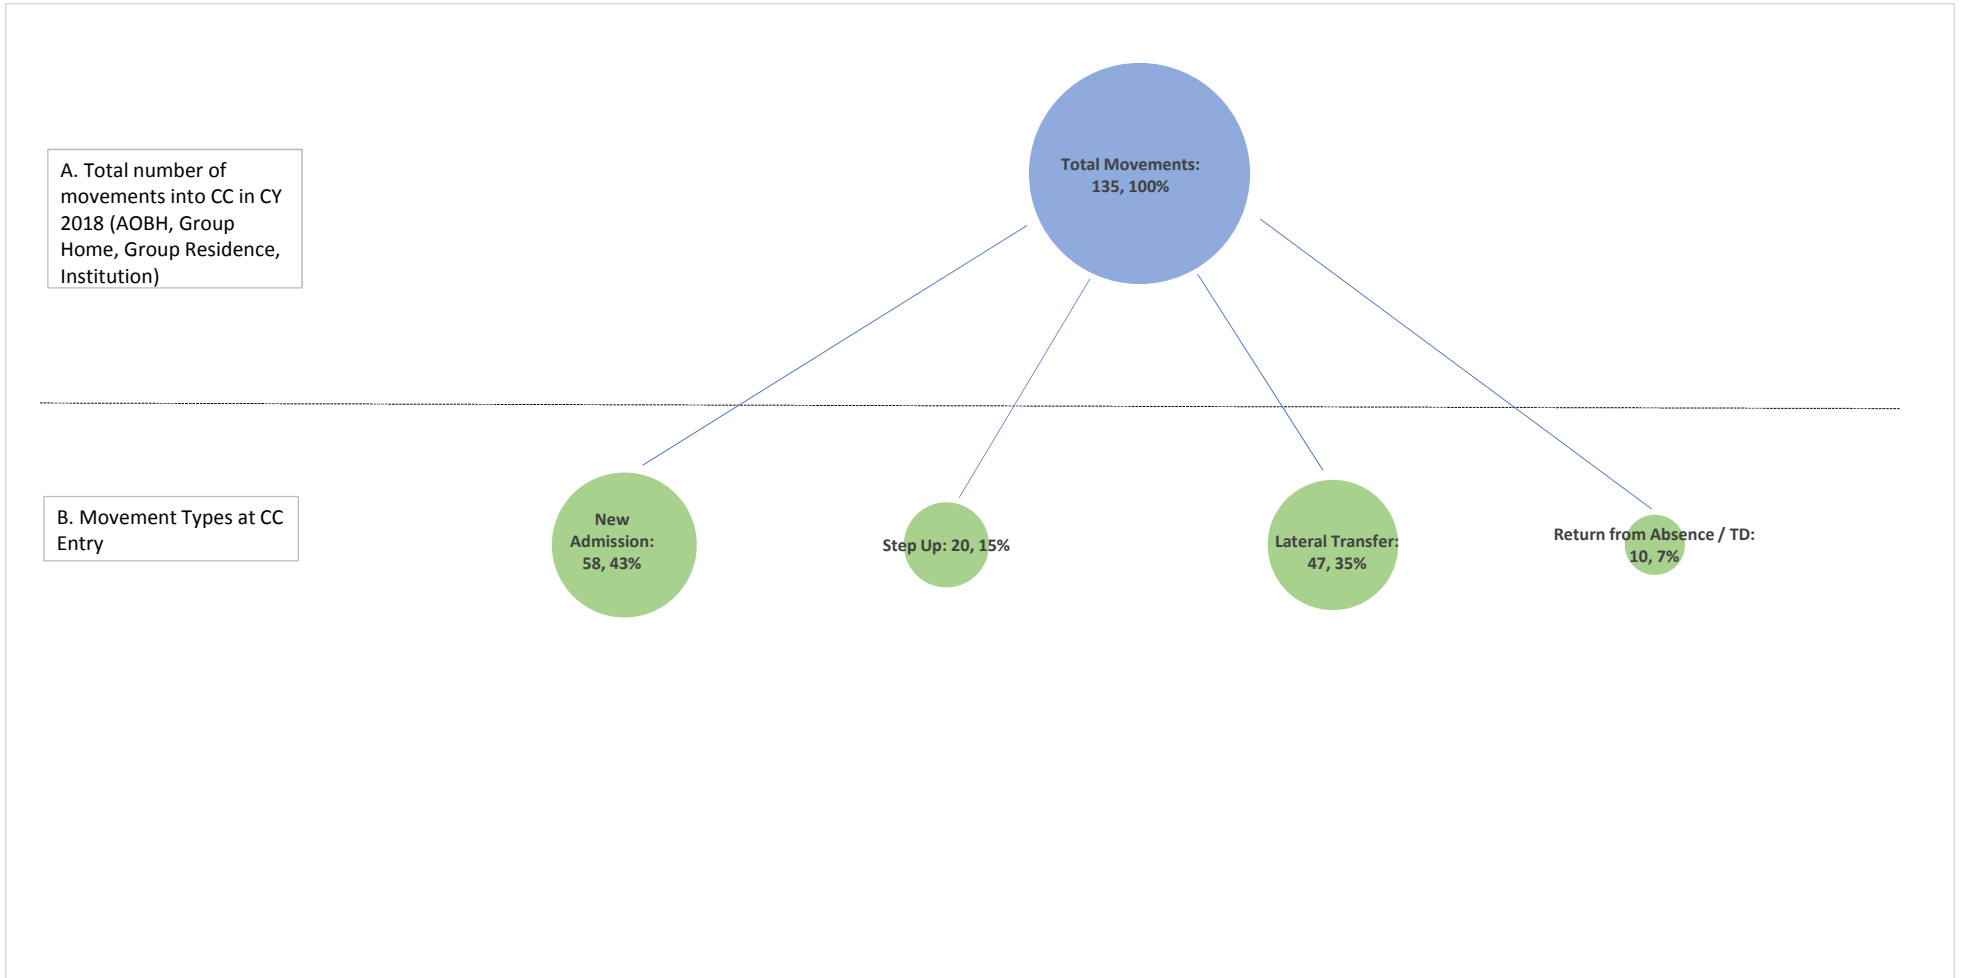 Total Movements:
135, 100%
A. Total number of
movements into CC in CY
2018 (AOBH, Group
Home, Group Residence,
Institution)
B. Movement Types at CC
Entry
New
Admission:
58, 43%
Step Up: 20, 15%
Lateral Transfer:
47, 35%
Return from Absence / TD:
10, 7%